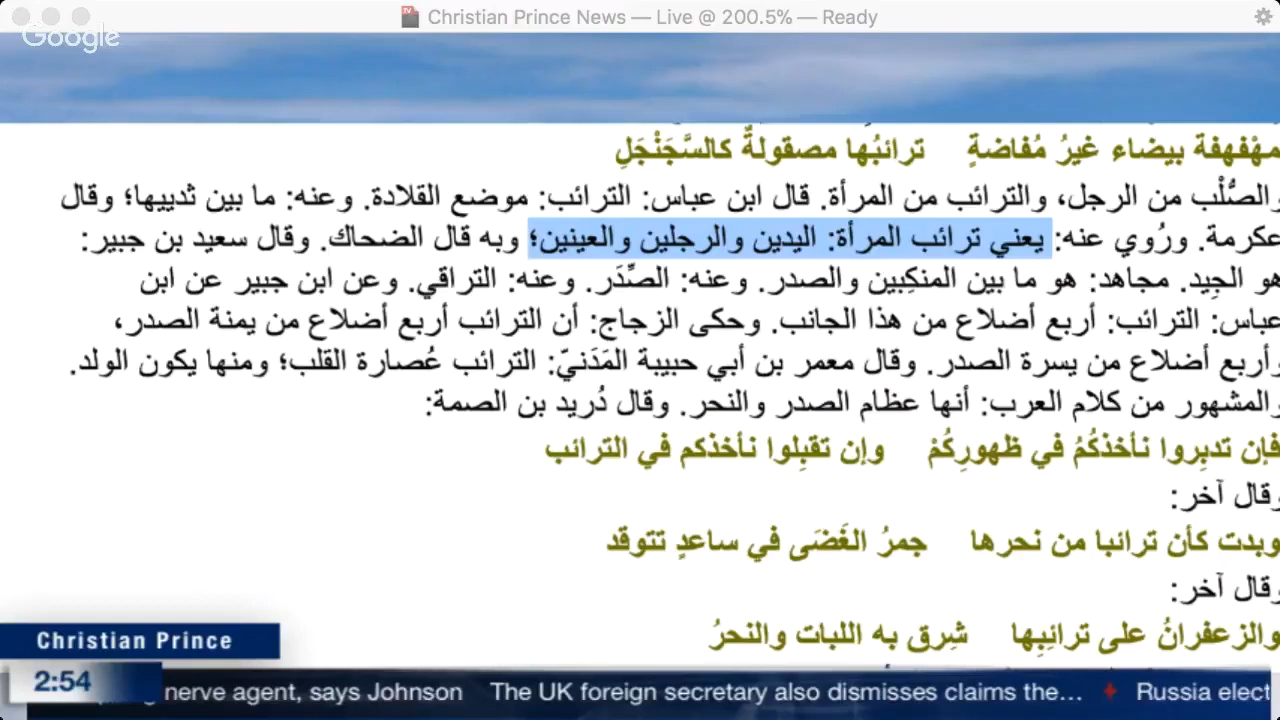 Christian Prince News — Live @ 200.5% — Ready
Google
مهْفهفة بيضاء غيرُ مُفاضةٍ ترائبُها مصقولةٌ كالسَّجَنْجَلِ
والصُّلْب من الرجل، والترائب من المرأة. قال ابن عباس: الترائب: موضع القلادة. وعنه: ما بين ثدييها؛ وقال
عكرمة. ورُوي عنه: يعني ترائب المرأة: اليدين والرجلين والعينين؛ وبه قال الضحاك. وقال سعيد بن جبير:
هو الجِيد. مجاهد: هو ما بين المنكِبين والصدر. وعنه: الصِّدَر. وعنه: التراقي. وعن ابن جبير عن ابن
عباس: الترائب: أربع أضلاع من هذا الجانب. وحكى الزجاج: أن الترائب أربع أضلاع من يمنة الصدر،
وأربع أضلاع من يسرة الصدر. وقال معمر بن أبي حبيبة المَدَنيّ: الترائب عُصارة القلب؛ ومنها يكون الولد.
والمشهور من كلام العرب: أنها عظام الصدر والنحر. وقال دُريد بن الصمة:
فإن تدبِروا نأخذكُمُ في ظهورِكُمْ وإن تقبِلوا نأخذكم في الترائب
وقال آخر:
وبدت كأن ترائبا من نحرها جمرُ الغَضَى في ساعدٍ تتوقد
وقال آخر:
والزعفرانُ على ترائبِها شِرق به اللبات والنحرُ
Christian Prince
2:54
nerve agent, says Johnson The UK foreign secretary also dismisses claims the... Russia elect